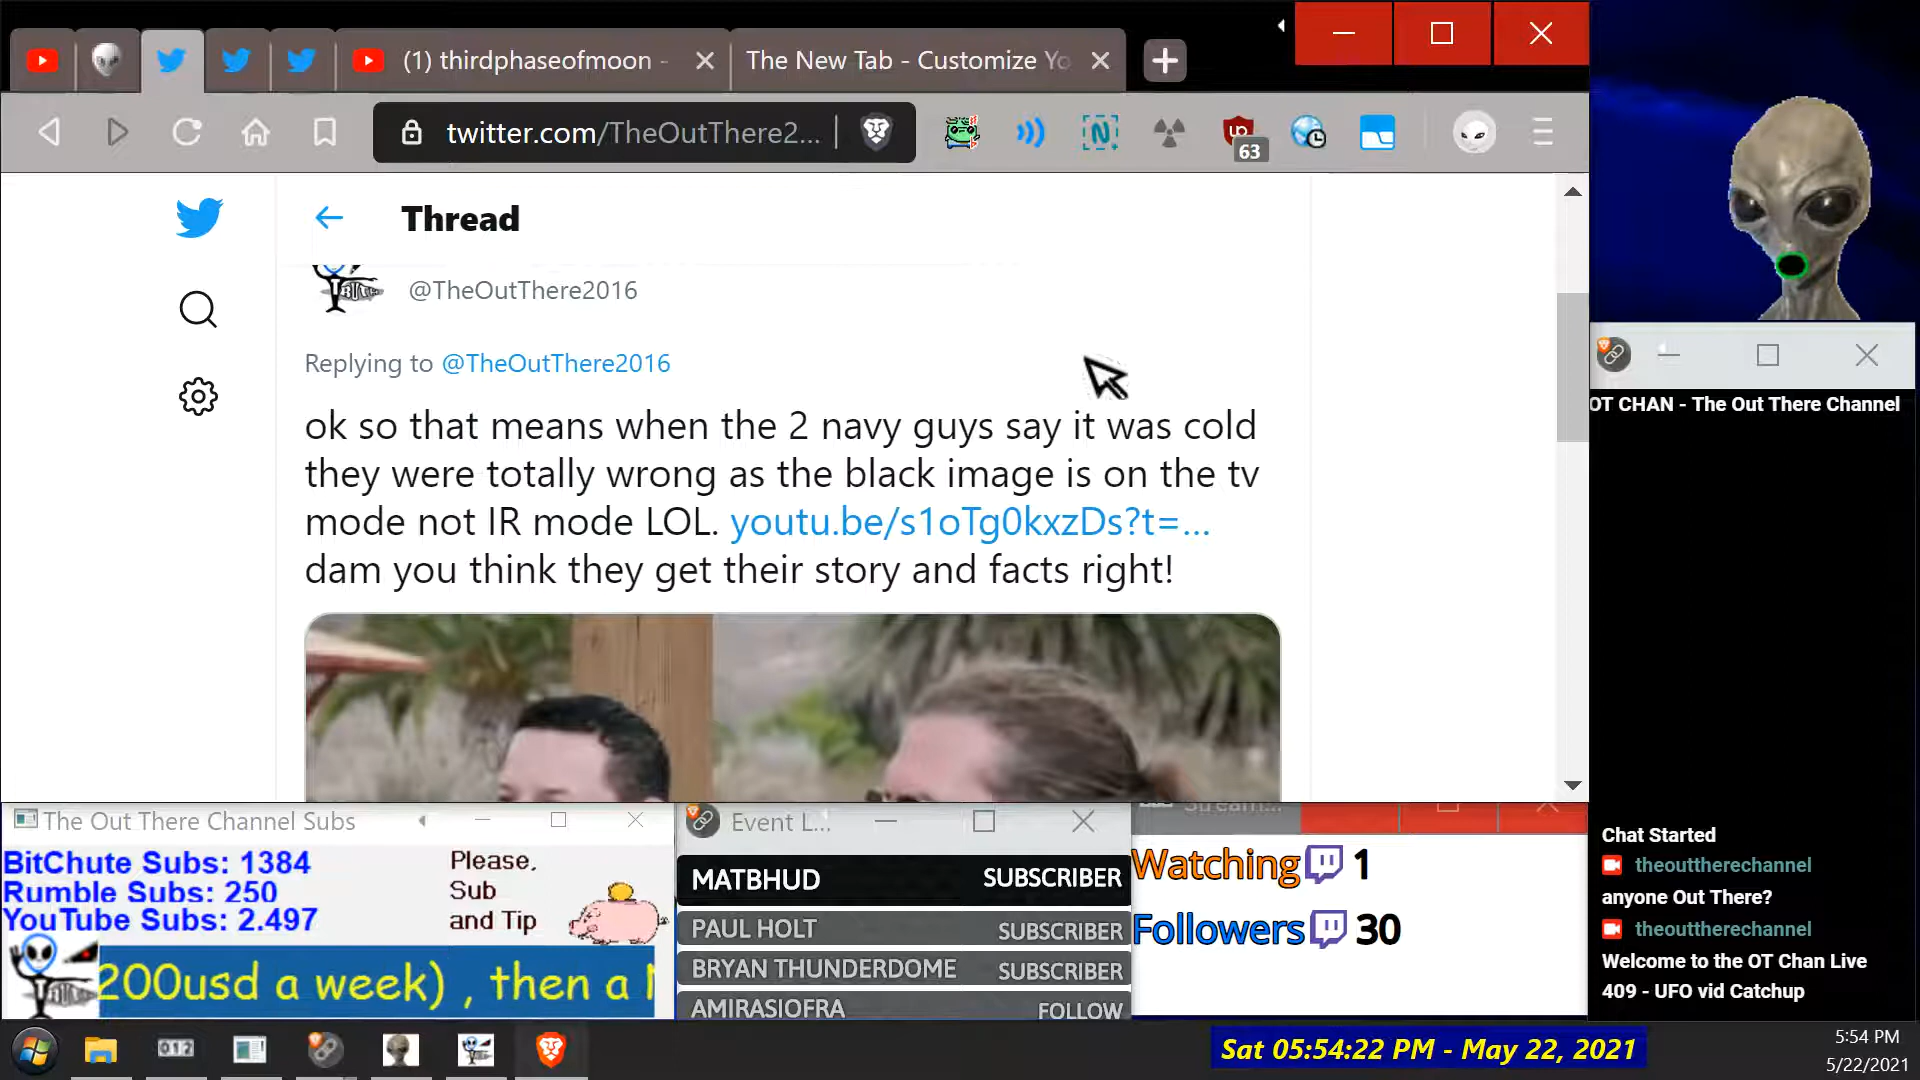 (1) thirdphaseofmoon -
The New Tab - Customize Yo
twitter.com/TheOutThere2...
63
Thread
@TheOutThere2016
Replying to @TheOutThere2016
ok so that means when the 2 navy guys say it was cold
they were totally wrong as the black image is on the tv
mode not IR mode LOL. youtu.be/s1oTg0kxzDs?t=...
dam you think they get their story and facts right!
OT CHAN - The Out There Channel
Chat Started
theouttherechannel
anyone Out There?
theouttherechannel
Welcome to the OT Chan Live
409 - UFO vid Catchup
The Out There Channel Subs
BitChute Subs: 1384
Rumble Subs: 250
YouTube Subs: 2.497
Please,
Sub
and Tip
200usd a week) , then a
Event L...
MATBHUD SUBSCRIBER
PAUL HOLT SUBSCRIBER
BRYAN THUNDERDOME SUBSCRIBER
AMIRASIOFRA FOLLOW
Stream...
Watching 1
Followers 30
012
Sat 05:54:22 PM - May 22, 2021
5:54 PM
5/22/2021